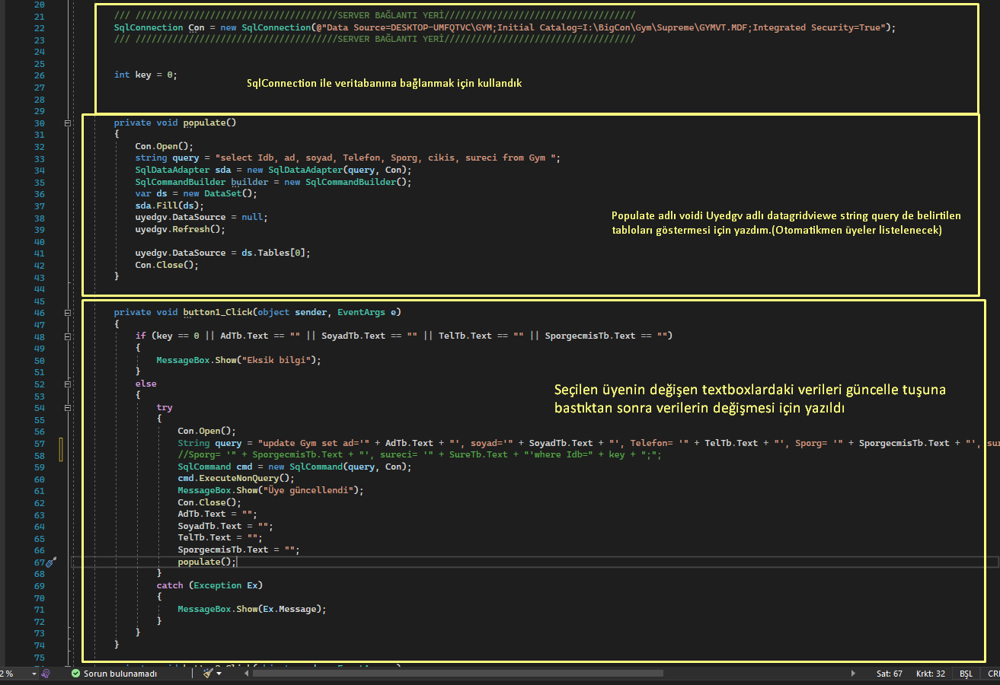 20
21 /// //////////////////////////////////////SERVER BAĞLANTI YERİ////////////////////////////////////
22 SqlConnection Con = new SqlConnection(@"Data Source=DESKTOP-UMFQTVC\GYM;Initial Catalog=I:\BigCon\Gym\Supreme\GYMVT.MDF;Integrated Security=True");
23 /// //////////////////////////////////////SERVER BAĞLANTI YERİ////////////////////////////////////
24
25
26 int key = 0;
SqlConnection ile veritabanına bağlanmak için kullandık
27
28
29
30 private void populate()
31 {
32 Con.Open();
33 string query = "select Idb, ad, soyad, Telefon, Sporg, cikis, sureci from Gym ";
34 SqlDataAdapter sda = new SqlDataAdapter(query, Con);
35 SqlCommandBuilder builder = new SqlCommandBuilder();
36 var ds = new DataSet();
37 sda.Fill(ds);
38 uyedgv.DataSource = null;
39 uyedgv.Refresh();
Populate adlı voidi Uyedgv adlı datagridviewe string query de belirtilen
tabloları göstermesi için yazdım.(Otomatikmen üyeler listelenecek)
40
41 uyedgv.DataSource = ds.Tables[0];
42 Con.Close();
43 }
44
45
46 private void button1_Click(object sender, EventArgs e)
47 {
48 if (key == 0 || AdTb.Text == "" || SoyadTb.Text == "" || TelTb.Text == "" || SporgecmisTb.Text == "")
49 {
50 MessageBox.Show("Eksik bilgi");
51 }
52 else
53 {
54 try
55 {
Seçilen üyenin değişen textboxlardaki verileri güncelle tuşuna
bastıktan sonra verilerin değişmesi için yazıldı
56 Con.Open();
57 String query = "update Gym set ad='" + AdTb.Text + "', soyad='" + SoyadTb.Text + "', Telefon= '" + TelTb.Text + "', Sporg= '" + SporgecmisTb.Text + "', sur
58 //Sporg= '" + SporgecmisTb.Text + "', sureci= '" + SureTb.Text + "'where Idb=" + key + ";";
59 SqlCommand cmd = new SqlCommand(query, Con);
60 cmd.ExecuteNonQuery();
61 MessageBox.Show("Üye güncellendi");
62 Con.Close();
63 AdTb.Text = "";
64 SoyadTb.Text = "";
65 TelTb.Text = "";
66 SporgecmisTb.Text = "";
67 populate();
68 }
69 catch (Exception Ex)
70 {
71 MessageBox.Show(Ex.Message);
72 }
73 }
74 }
75
2 % Sorun bulunamadı Sat: 67 Krkt: 32 BŞL CR